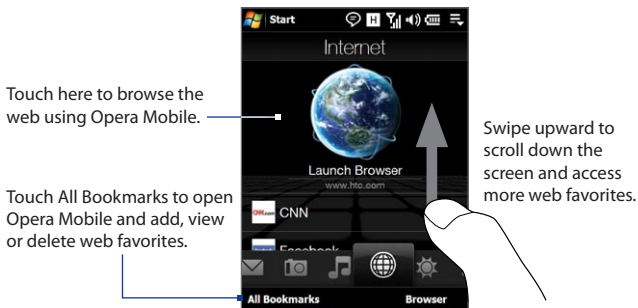 Start
H
Internet
Touch here to browse the
web using Opera Mobile.
Launch Browser
www.htc.com
Swipe upward to
scroll down the
screen and access
more web favorites.
Touch All Bookmarks to open
Opera Mobile and add, view
or delete web favorites.
CNN.com CNN
Facebook
All Bookmarks Browser